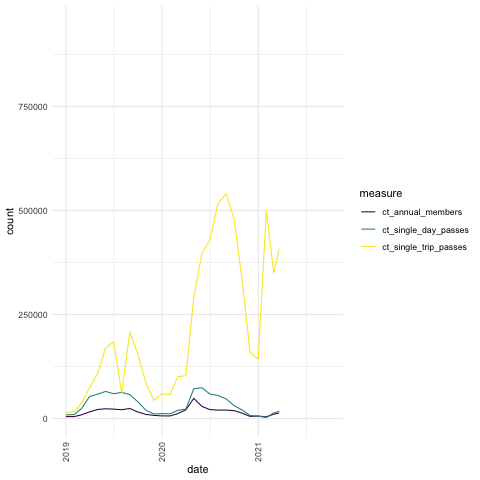 750000
500000
250000
0
count
2019
2020
2021
date
measure
ct_annual_members
ct_single_day_passes
ct_single_trip_passes